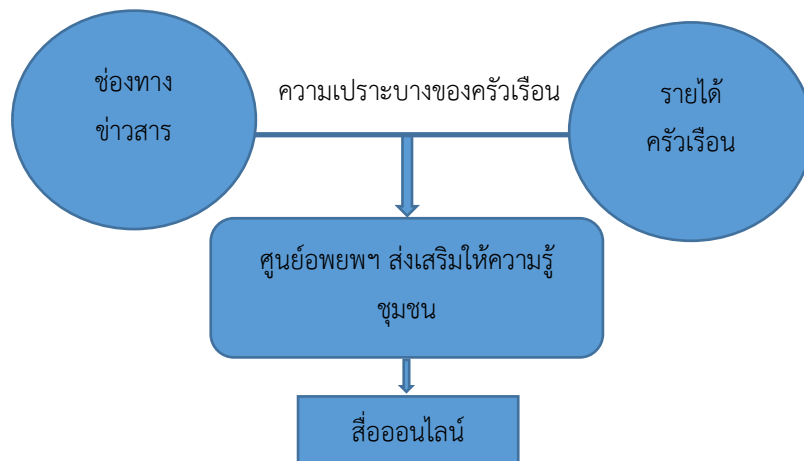 ช่องทาง
ข่าวสาร
ความเปราะบางของครัวเรือน
รายได้
ครัวเรือน
ศูนย์อพยพฯ ส่งเสริมให้ความรู้
ชุมชน
สื่อออนไลน์